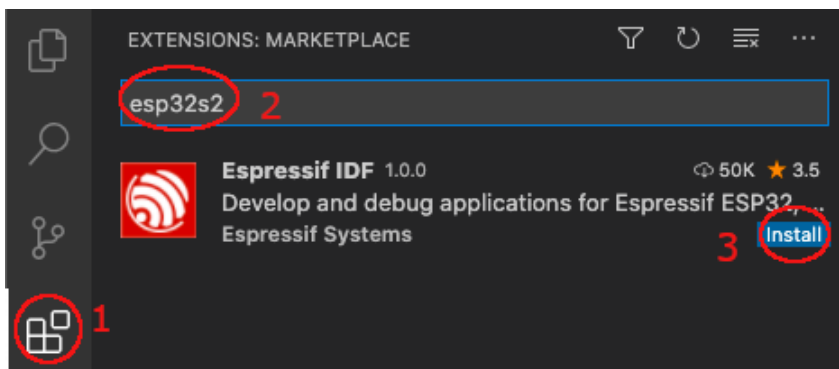 EXTENSIONS: MARKETPLACE
esp32s2 2
Espressif IDF 1.0.0 50K ★ 3.5
Develop and debug applications for Espressif ESP32, ...
Espressif Systems 3 Install
1